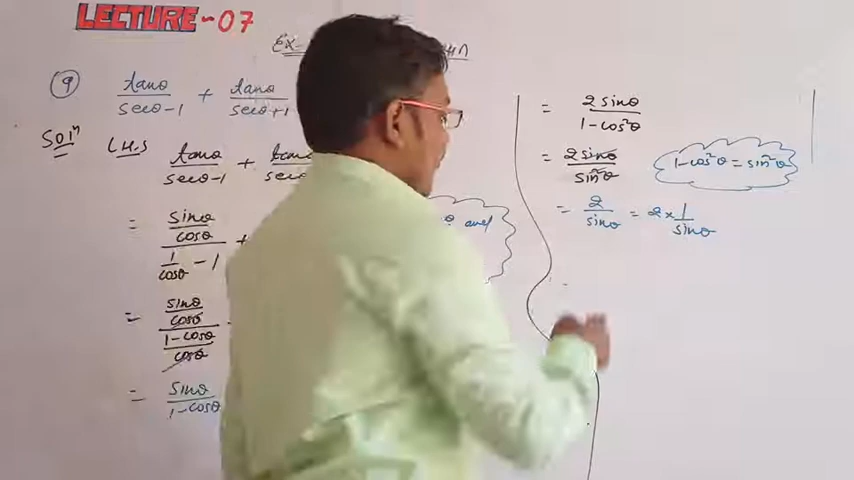 LECTURE-07
Ex-
9 tanθ/secθ-1 + tanθ/secθ+1
Solⁿ L.H.S tanθ/secθ-1 + tanθ/secθ
= sinθ/cosθ / 1/cosθ - 1 +
= sinθ/cosθ / 1-cosθ/cosθ
= sinθ/1-cosθ
and
= 2sinθ/1-cos²θ
= 2sinθ/sin²θ
1-cos²θ = sin²θ
= 2/sinθ = 2×1/sinθ
=